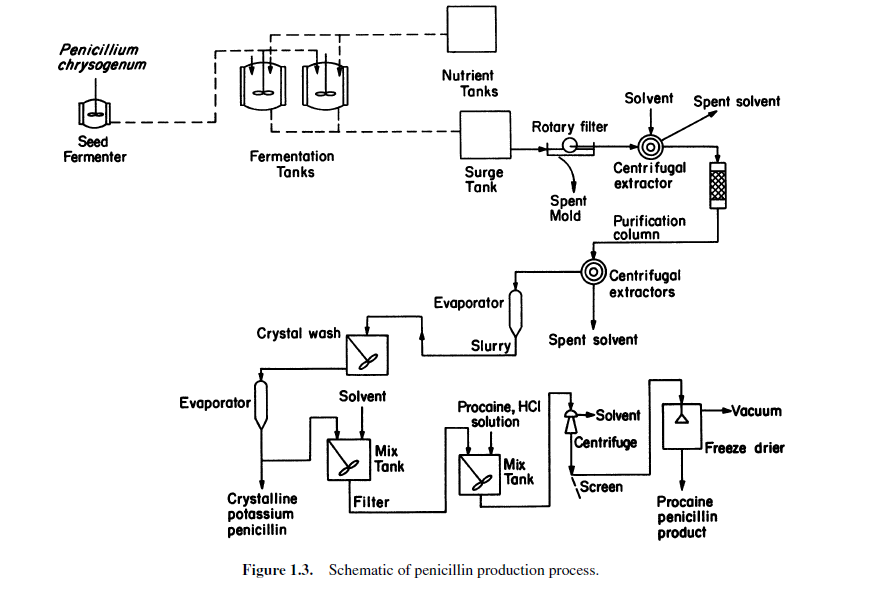 Penicillium
chrysogenum
Seed
Fermenter
Fermentation
Tanks
Nutrient
Tanks
Surge
Tank
Rotary filter
Spent
Mold
Solvent
Spent solvent
Centrifugal
extractor
Purification
column
Centrifugal
extractors
Spent solvent
Evaporator
Slurry
Crystal wash
Evaporator
Crystalline
potassium
penicillin
Solvent
Mix
Tank
Filter
Procaine, HCl
solution
Mix
Tank
Solvent
Centrifuge
Screen
Vacuum
Freeze drier
Procaine
penicillin
product
Figure 1.3. Schematic of penicillin production process.